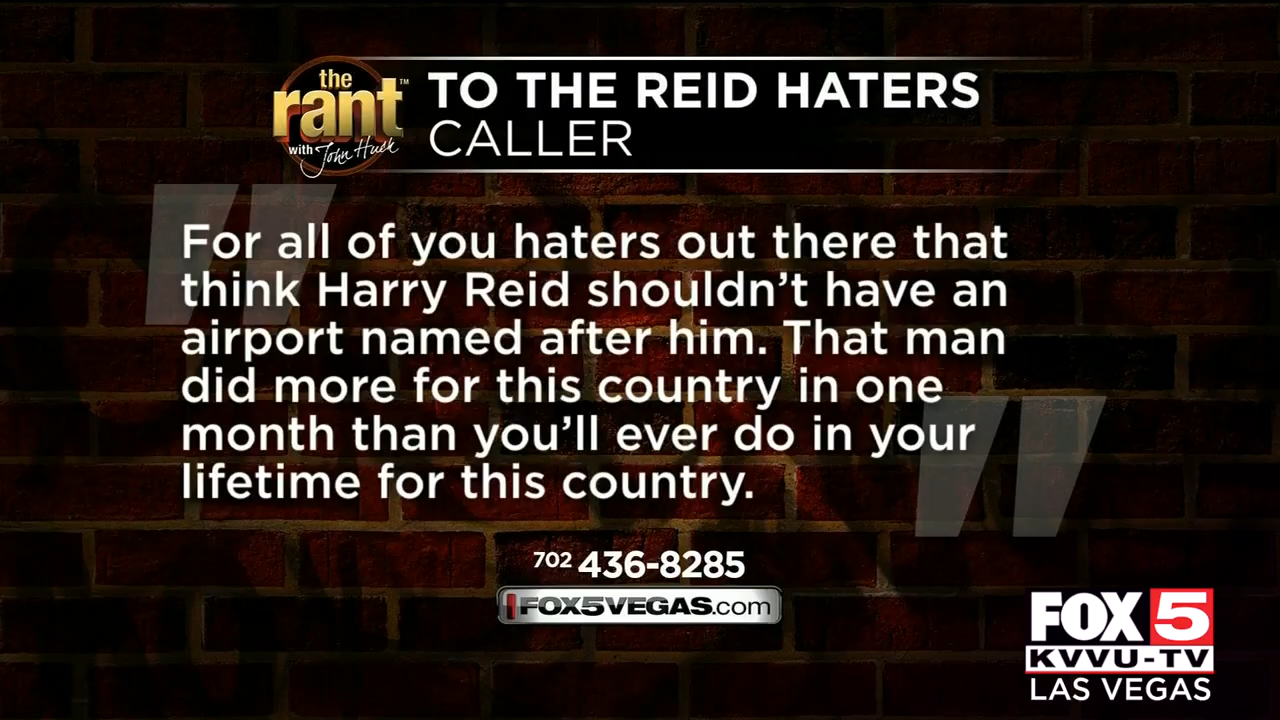 the
rant™
with John Huck
TO THE REID HATERS
CALLER
"
For all of you haters out there that
think Harry Reid shouldn't have an
airport named after him. That man
did more for this country in one
month than you'll ever do in your
lifetime for this country.
"
702 436-8285
FOX5VEGAS.com
FOX 5
KVVU-TV
LAS VEGAS